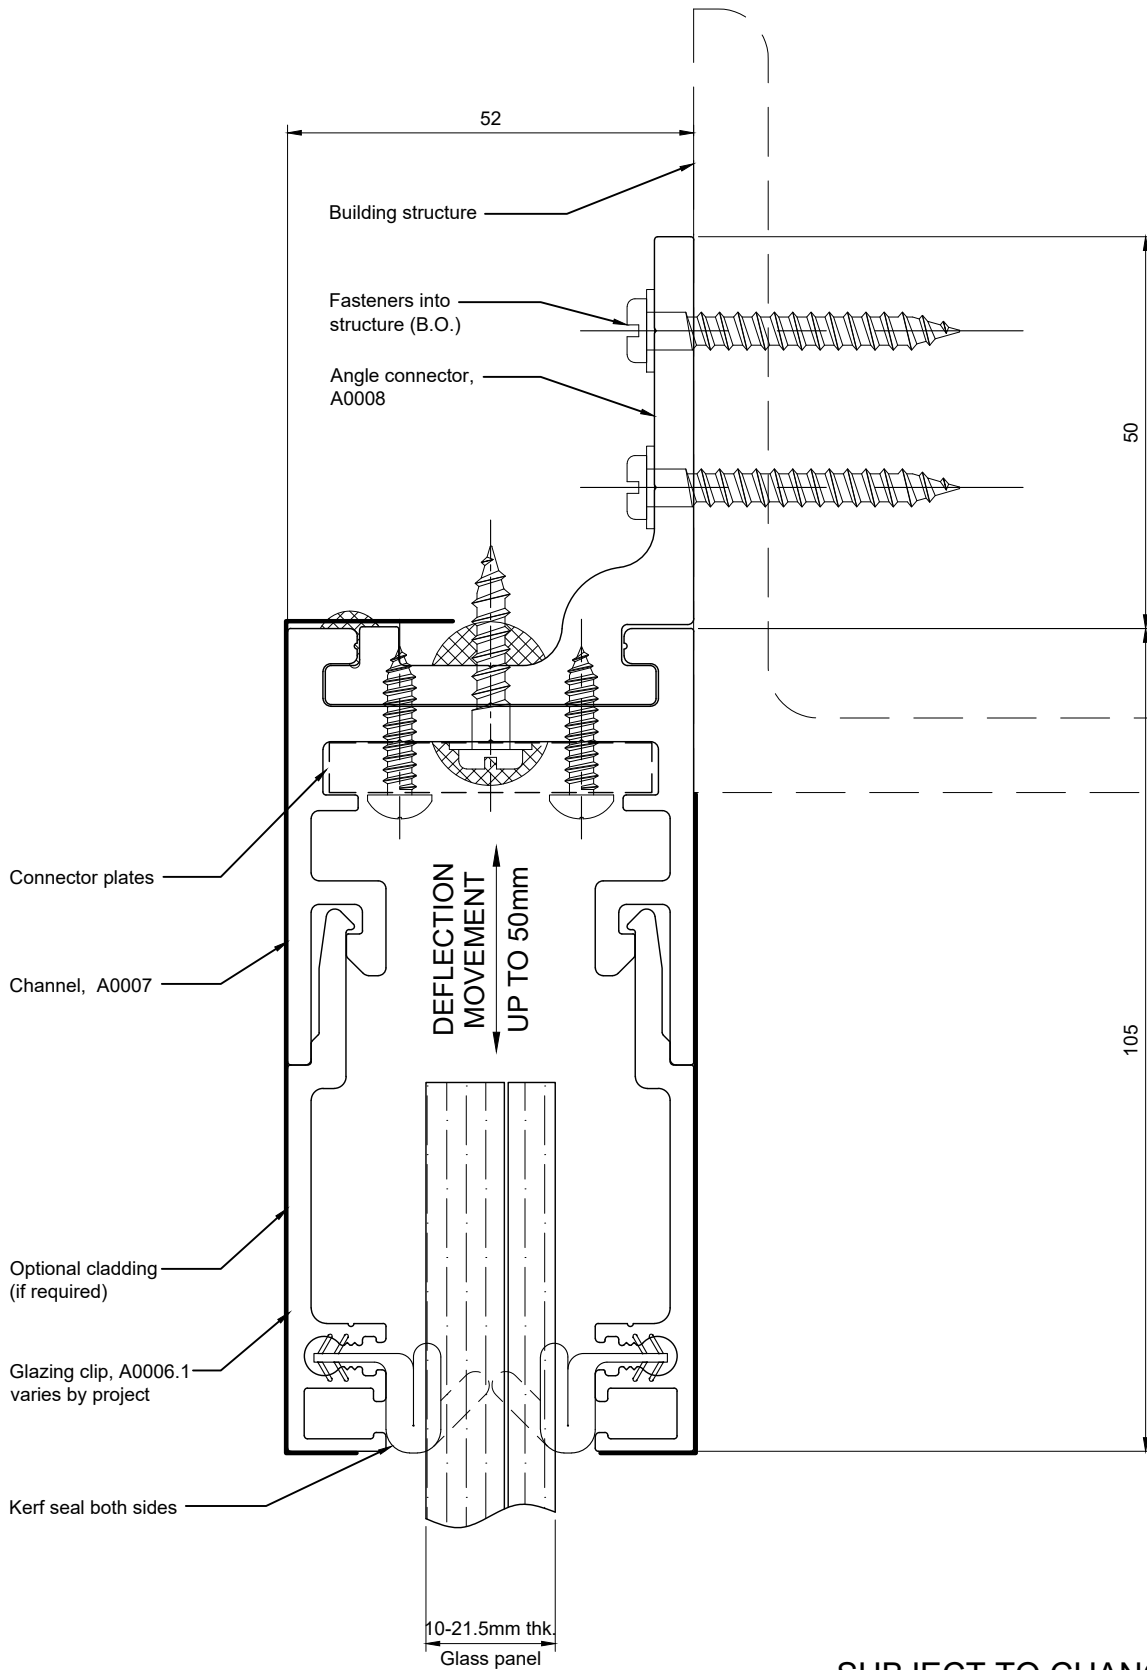 52
Building structure
Fasteners into
structure (B.O.)
Angle connector,
A0008
50
Connector plates
Channel, A0007
DEFLECTION
MOVEMENT
UP TO 50mm
105
Optional cladding
(if required)
Glazing clip, A0006.1
varies by project
Kerf seal both sides
10-21.5mm thk.
Glass panel
SUBJECT TO